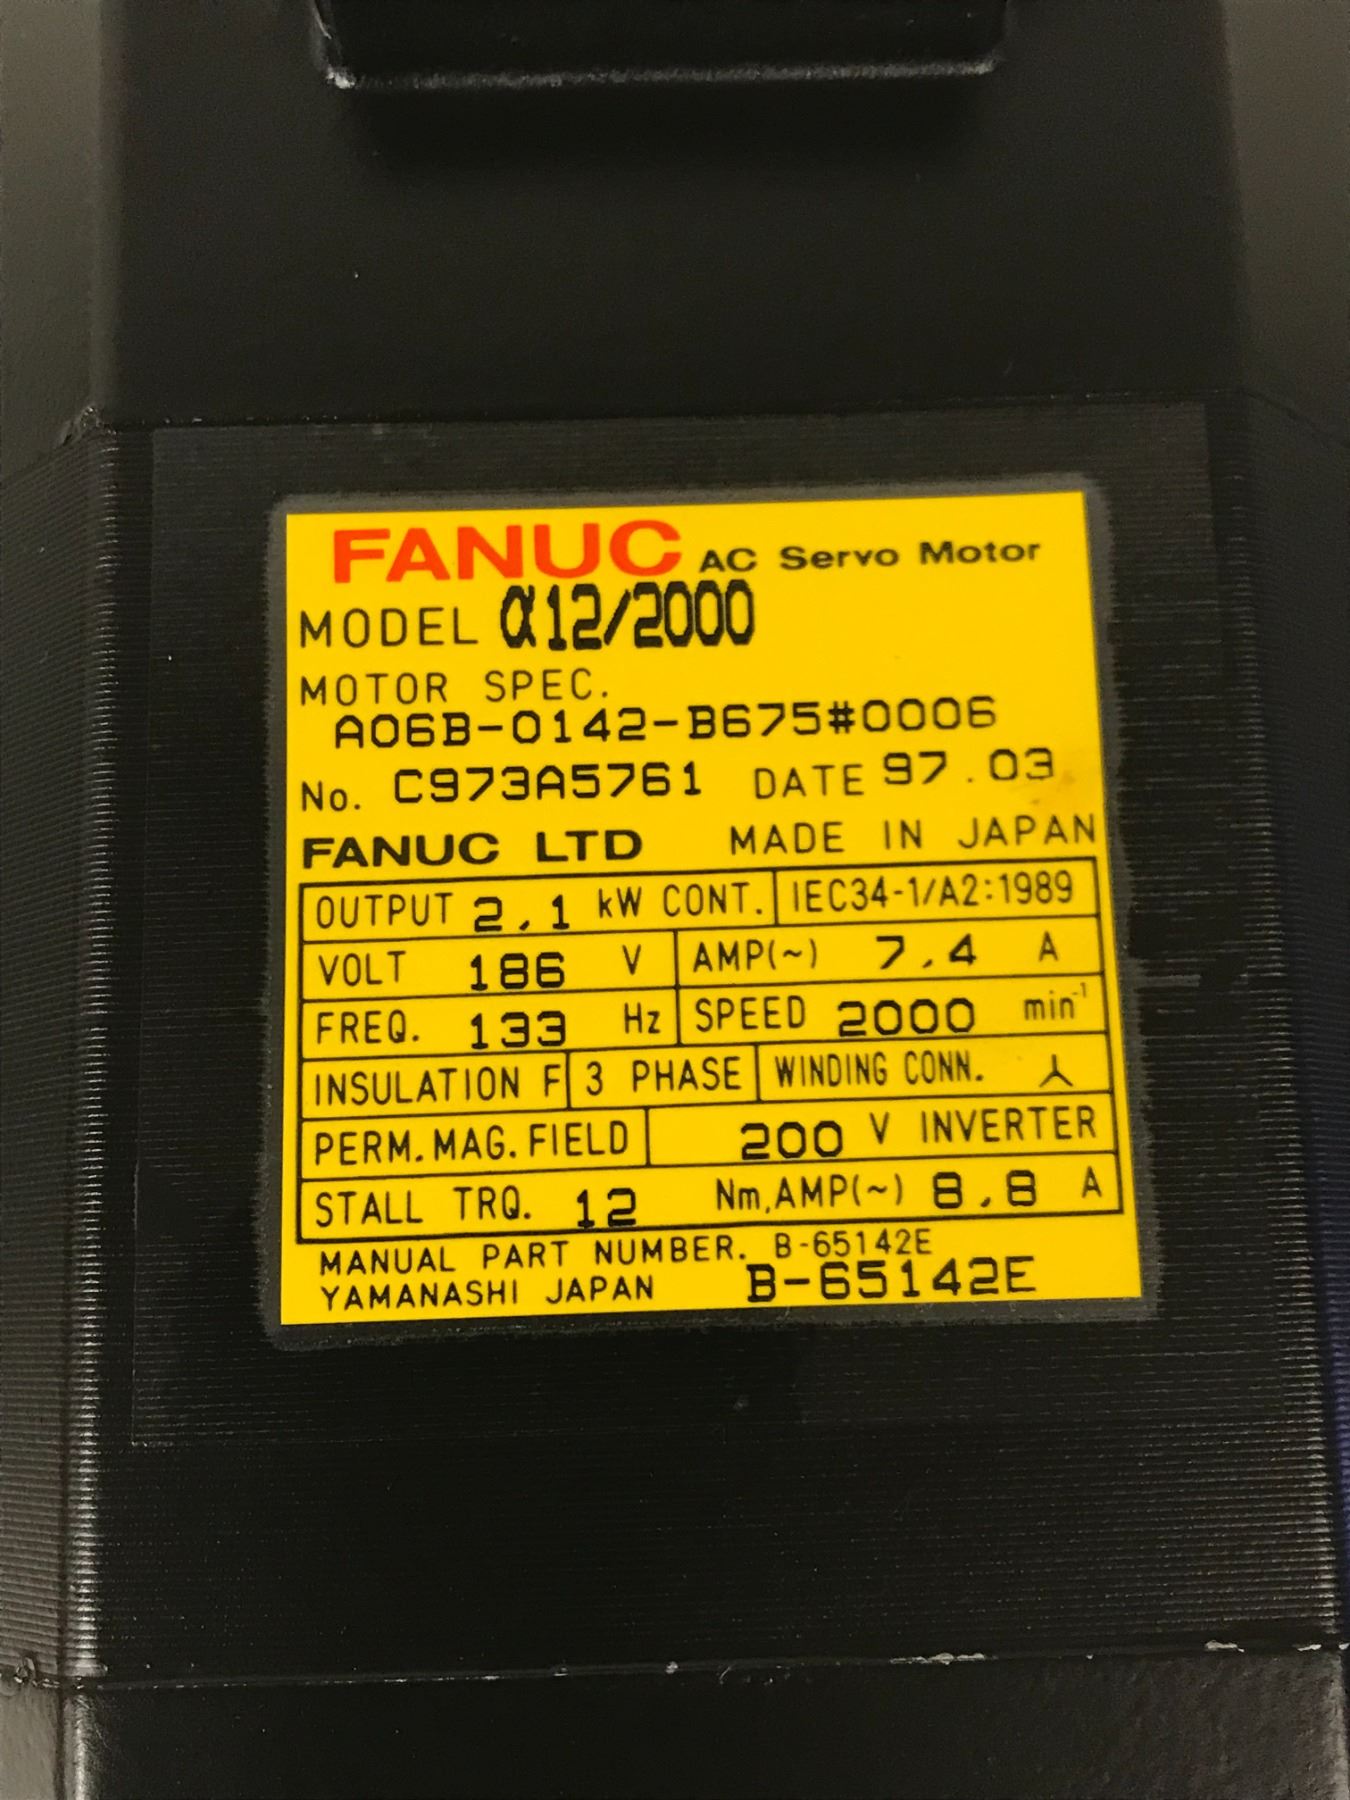 FANUC AC Servo Motor
MODEL α12/2000
MOTOR SPEC.
A06B-0142-B675#0006
No. C973A5761 DATE 97.03
FANUC LTD MADE IN JAPAN
OUTPUT 2.1 kW CONT. IEC34-1/A2:1989
VOLT 186 V AMP(~) 7.4 A
FREQ. 133 Hz SPEED 2000 min⁻¹
INSULATION F 3 PHASE WINDING CONN. ⅄
PERM.MAG.FIELD 200 V INVERTER
STALL TRQ. 12 Nm,AMP(~) 8.8 A
MANUAL PART NUMBER. B-65142E
YAMANASHI JAPAN B-65142E